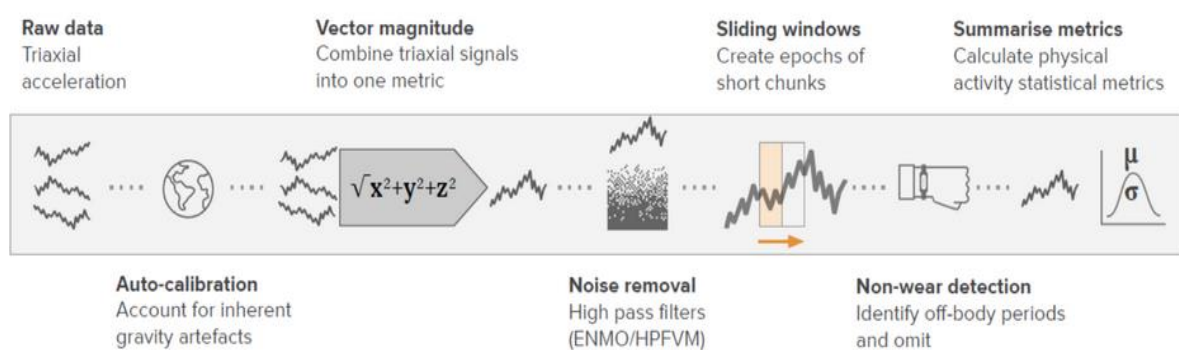 Raw data
Triaxial
acceleration
Vector magnitude
Combine triaxial signals
into one metric
Sliding windows
Create epochs of
short chunks
Summarise metrics
Calculate physical
activity statistical metrics
√x²+y²+z²
μ
σ
Auto-calibration
Account for inherent
gravity artefacts
Noise removal
High pass filters
(ENMO/HPFVM)
Non-wear detection
Identify off-body periods
and omit